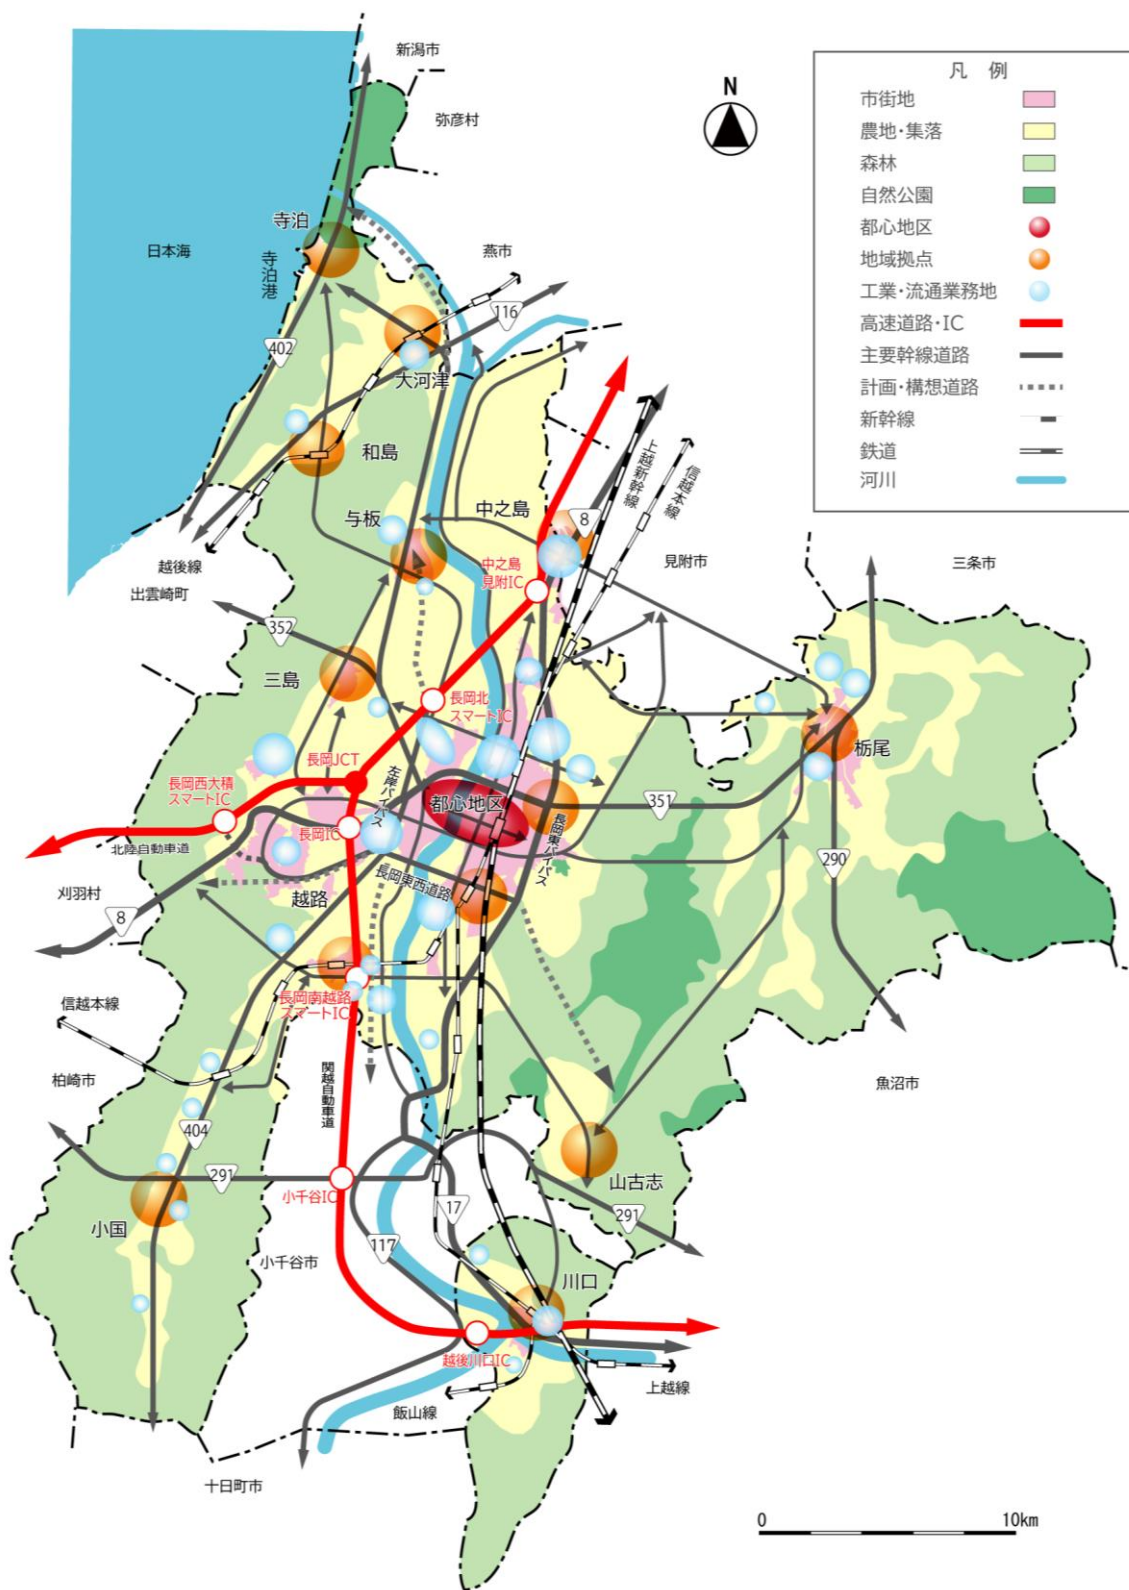 新潟市
弥彦村
N
凡 例
市街地
農地・集落
森林
自然公園
都心地区
地域拠点
工業・流通業務地
高速道路・IC
主要幹線道路
計画・構想道路
新幹線
鉄道
河川
寺泊
日本海
寺泊港
燕市
116
402
大河津
和島
上越新幹線
信越本線
与板
中之島
8
越後線
中之島
見附IC
見附市
三条市
出雲崎町
352
三島
長岡北
スマートIC
栃尾
長岡JCT
長岡西大積
スマートIC
左岸バイパス
都心地区
351
長岡IC
長岡東バイパス
北陸自動車道
290
長岡東西道路
刈羽村
越路
8
信越本線
長岡南越路
スマートIC
柏崎市
関越自動車道
魚沼市
404
291
小千谷IC
山古志
17
291
小国
小千谷市
117
川口
越後川口IC
上越線
飯山線
十日町市
0
10km